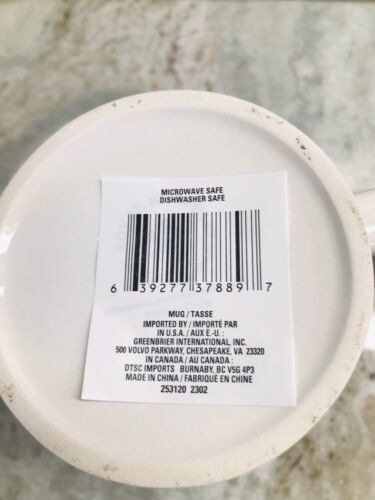 MICROWAVE SAFE
DISHWASHER SAFE
6 39277 37889 7
MUG / TASSE
IMPORTED BY / IMPORTÉ PAR
IN U.S.A. / AUX É.-U. :
GREENBRIER INTERNATIONAL, INC.
500 VOLVO PARKWAY, CHESAPEAKE, VA 23320
IN CANADA / AU CANADA :
DTSC IMPORTS BURNABY, BC V5G 4P3
MADE IN CHINA / FABRIQUE EN CHINE
253120 2302